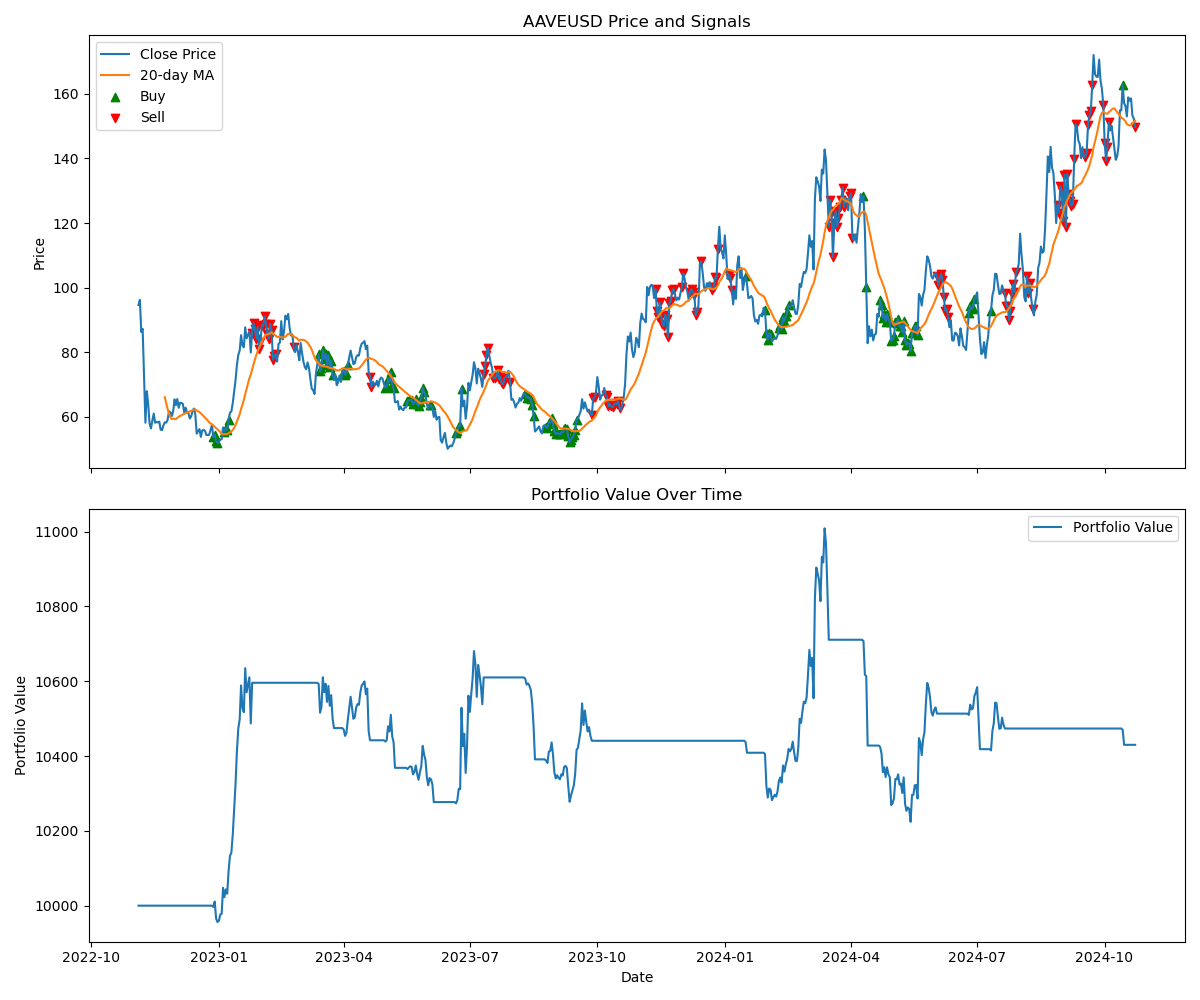 AAVEUSD Price and Signals
Close Price
20-day MA
Buy
Sell
Price
160
140
120
100
80
60
Portfolio Value Over Time
Portfolio Value
Portfolio Value
11000
10800
10600
10400
10200
10000
2022-10
2023-01
2023-04
2023-07
2023-10
2024-01
2024-04
2024-07
2024-10
Date